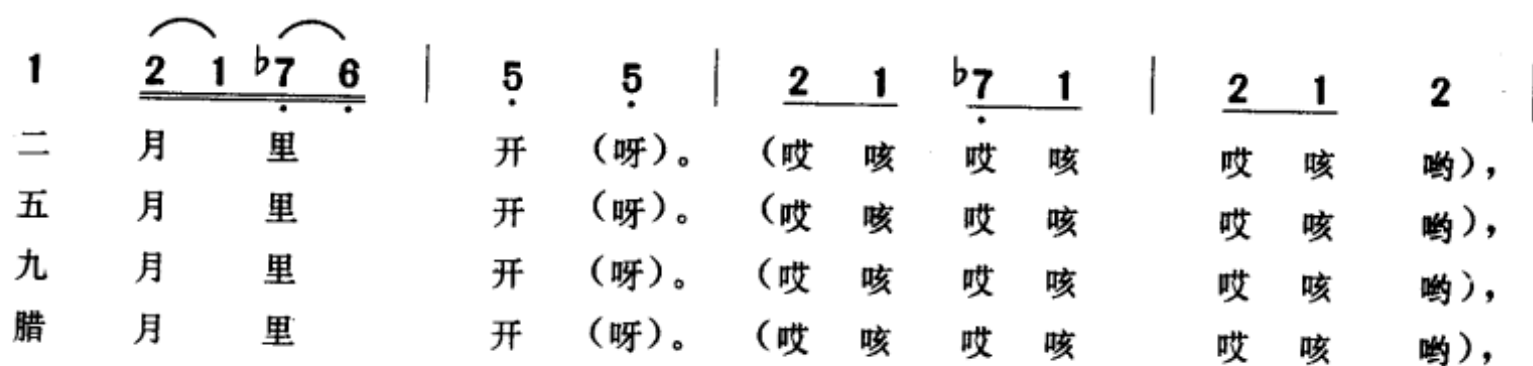 1 2 1 ♭7 6 | 5 5 | 2 1 ♭7 1 | 2 1 2 |
二 月 里 开 (呀)。 (哎 咳 哎 咳 哎 咳 哟),
五 月 里 开 (呀)。 (哎 咳 哎 咳 哎 咳 哟),
九 月 里 开 (呀)。 (哎 咳 哎 咳 哎 咳 哟),
腊 月 里 开 (呀)。 (哎 咳 哎 咳 哎 咳 哟),